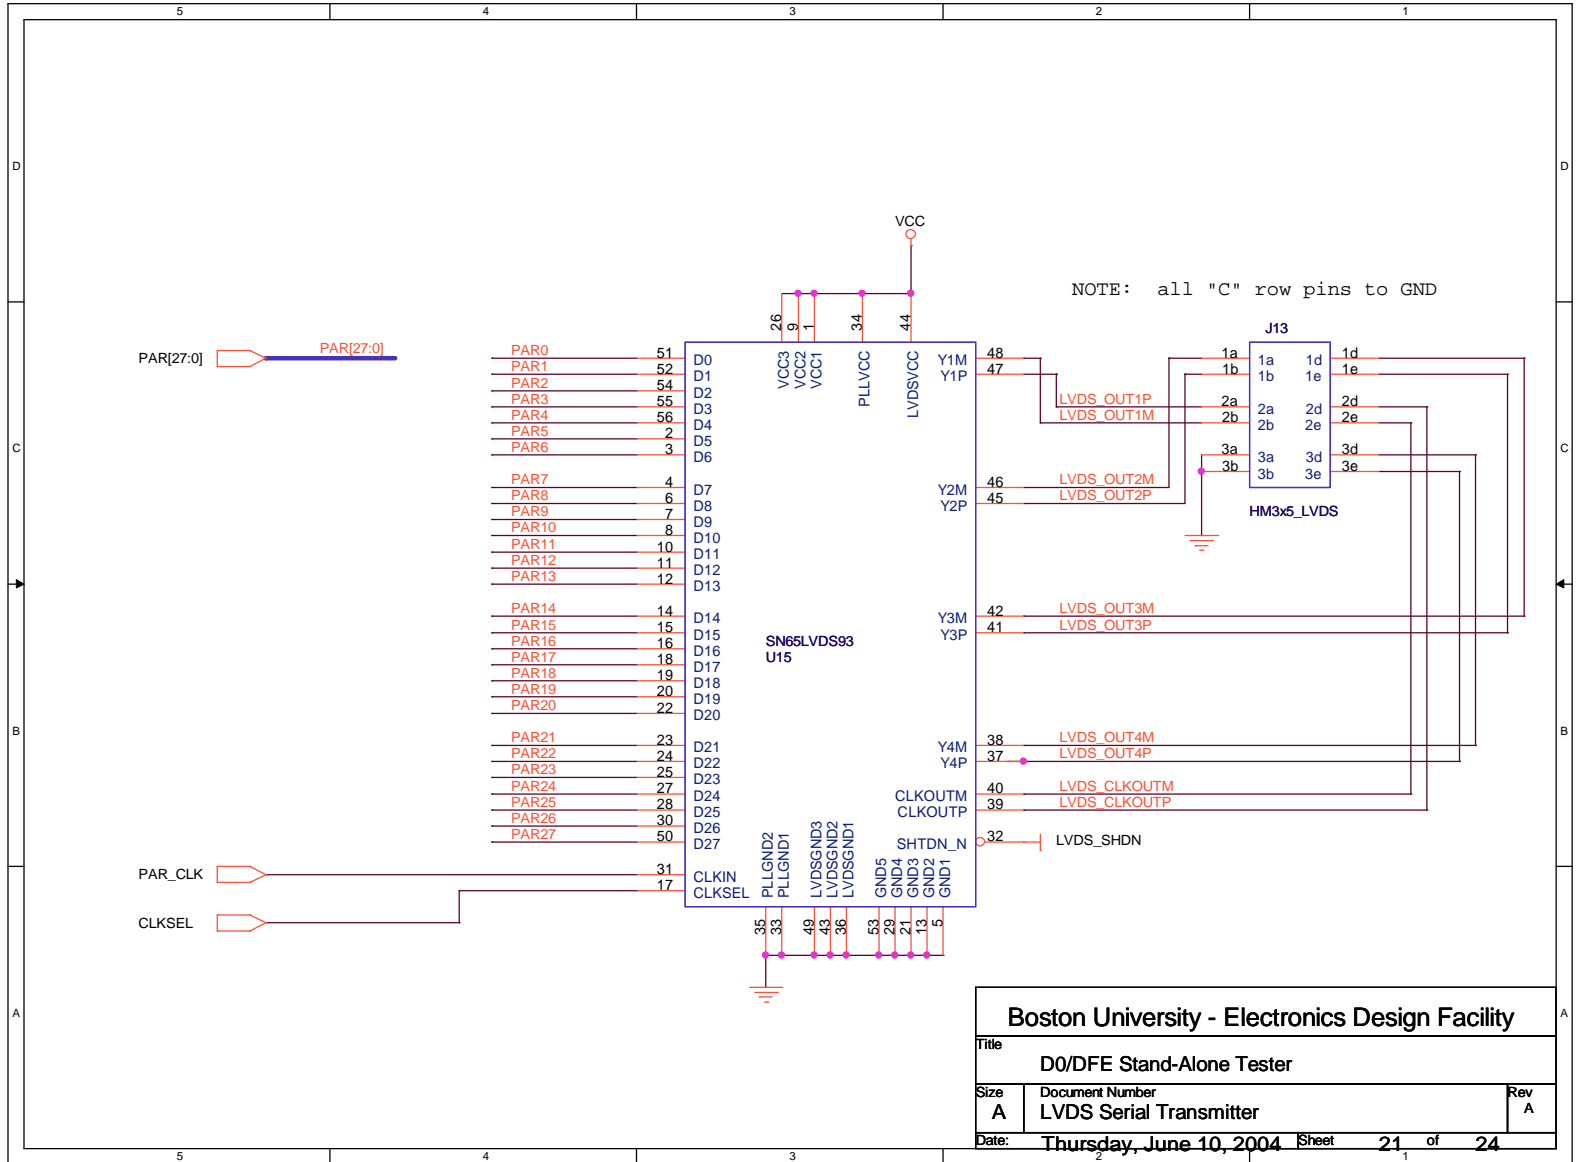 5 4 3 2 1
D D
C C
B B
A A
VCC
NOTE: all "C" row pins to GND
PAR[27:0] PAR[27:0]
26 9 1 34 44
VCC3 VCC2 VCC1 PLLVCC LVDSVCC
PAR0 51 D0
PAR1 52 D1
PAR2 54 D2
PAR3 55 D3
PAR4 56 D4
PAR5 2 D5
PAR6 3 D6
PAR7 4 D7
PAR8 6 D8
PAR9 7 D9
PAR10 8 D10
PAR11 10 D11
PAR12 11 D12
PAR13 12 D13
PAR14 14 D14
PAR15 15 D15
PAR16 16 D16
PAR17 18 D17
PAR18 19 D18
PAR19 20 D19
PAR20 22 D20
PAR21 23 D21
PAR22 24 D22
PAR23 25 D23
PAR24 27 D24
PAR25 28 D25
PAR26 30 D26
PAR27 50 D27
PAR_CLK 31 CLKIN
CLKSEL 17 CLKSEL
SN65LVDS93
U15
Y1M 48 LVDS_OUT1P
Y1P 47 LVDS_OUT1M
Y2M 46 LVDS_OUT2M
Y2P 45 LVDS_OUT2P
Y3M 42 LVDS_OUT3M
Y3P 41 LVDS_OUT3P
Y4M 38 LVDS_OUT4M
Y4P 37 LVDS_OUT4P
CLKOUTM 40 LVDS_CLKOUTM
CLKOUTP 39 LVDS_CLKOUTP
SHTDN_N 32 LVDS_SHDN
PLLGND2 PLLGND1 LVDSGND3 LVDSGND2 LVDSGND1 GND5 GND4 GND3 GND2 GND1
35 33 49 43 36 53 29 21 13 5
J13
1a 1a 1d 1d
1b 1b 1e 1e
2a 2a 2d 2d
2b 2b 2e 2e
3a 3a 3d 3d
3b 3b 3e 3e
HM3x5_LVDS
Boston University - Electronics Design Facility
Title
D0/DFE Stand-Alone Tester
Size Document Number Rev
A LVDS Serial Transmitter A
Date: Thursday, June 10, 2004 Sheet 21 of 24
5 4 3 2 1